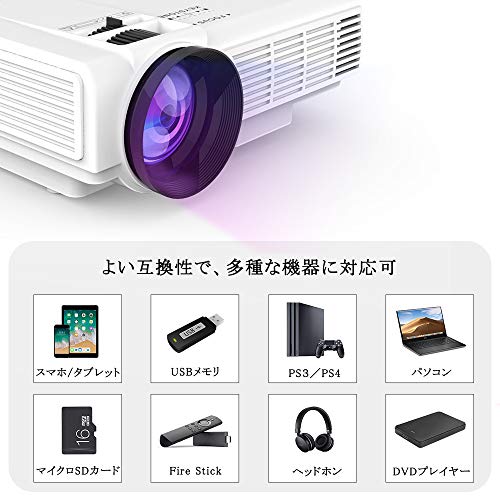 よい互換性で、多種な機器に対応可
スマホ/タブレット
USBメモリ
PS3／PS4
パソコン
16
マイクロSDカード
Fire Stick
ヘッドホン
DVDプレイヤー